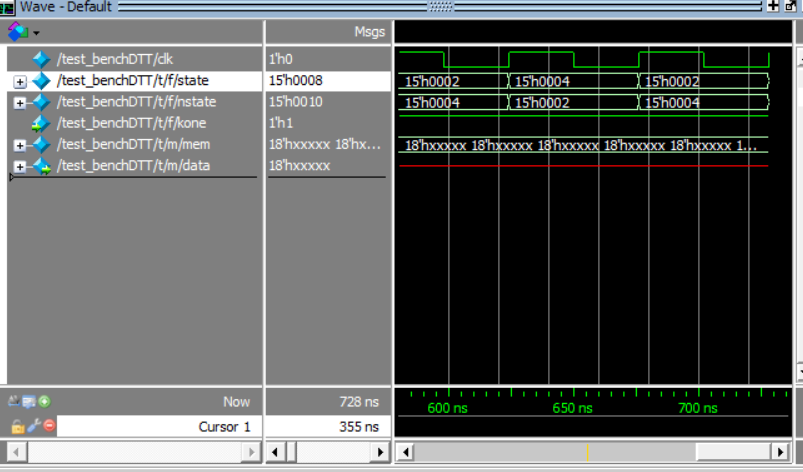 Wave - Default
Msgs
/test_benchDTT/clk 1'h0
/test_benchDTT/t/f/state 15'h0008 15'h0002 15'h0004 15'h0002
/test_benchDTT/t/f/nstate 15'h0010 15'h0004 15'h0002 15'h0004
/test_benchDTT/t/f/kone 1'h1
/test_benchDTT/t/m/mem 18'hxxxxx 18'hx... 18'hxxxxx 18'hxxxxx 18'hxxxxx 18'hxxxxx 18'hxxxxx 1...
/test_benchDTT/t/m/data 18'hxxxxx
Now 728 ns
600 ns 650 ns 700 ns
Cursor 1 355 ns